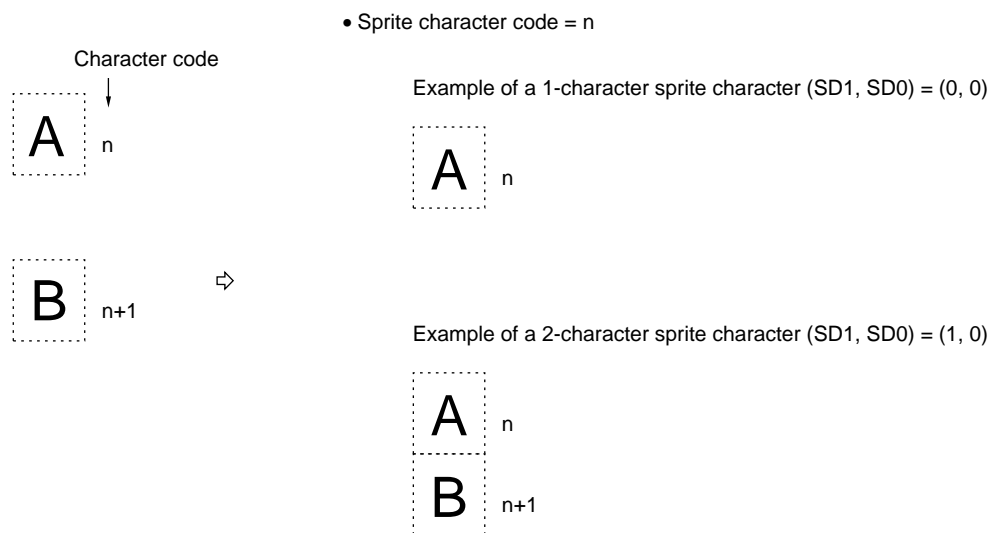 • Sprite character code = n
Character code
A n
B n+1
⇨
Example of a 1-character sprite character (SD1, SD0) = (0, 0)
A n
Example of a 2-character sprite character (SD1, SD0) = (1, 0)
A n
B n+1